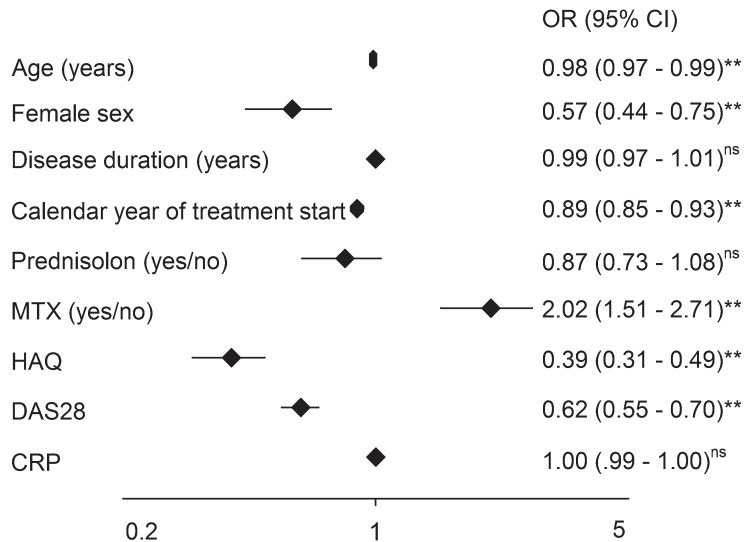 OR (95% CI)
Age (years) 0.98 (0.97 - 0.99)**
Female sex 0.57 (0.44 - 0.75)**
Disease duration (years) 0.99 (0.97 - 1.01)ns
Calendar year of treatment start 0.89 (0.85 - 0.93)**
Prednisolon (yes/no) 0.87 (0.73 - 1.08)ns
MTX (yes/no) 2.02 (1.51 - 2.71)**
HAQ 0.39 (0.31 - 0.49)**
DAS28 0.62 (0.55 - 0.70)**
CRP 1.00 (.99 - 1.00)ns
0.2 1 5